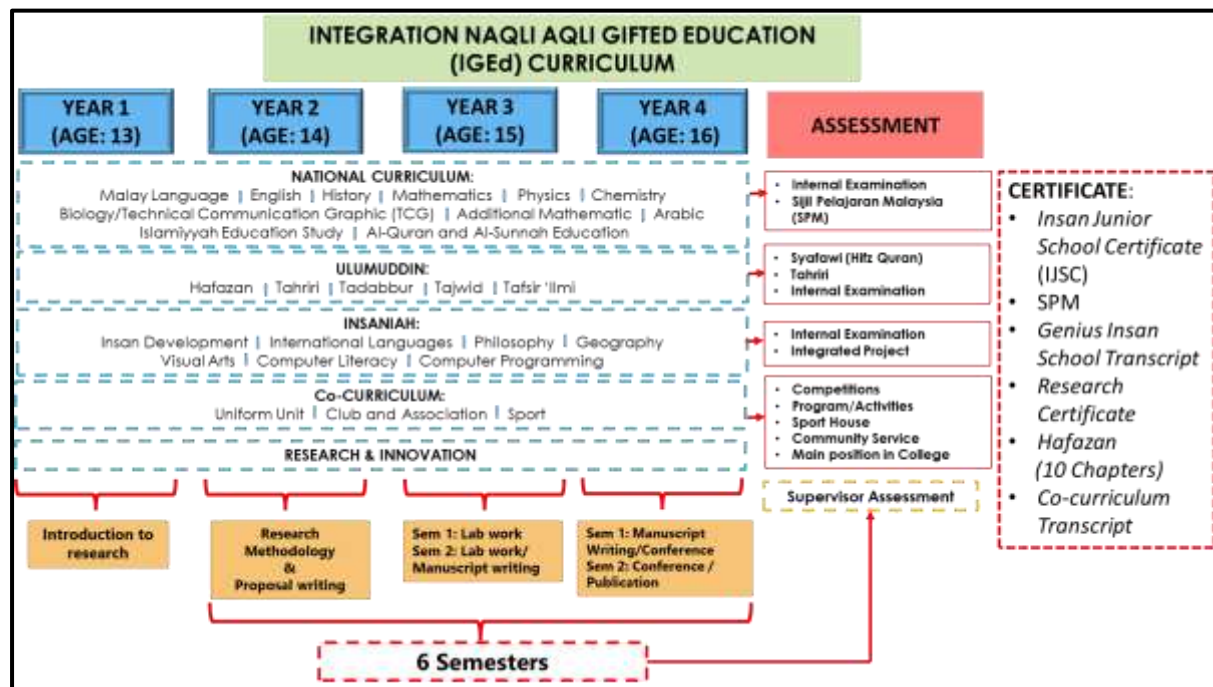 INTEGRATION NAQLI AQLI GIFTED EDUCATION
(IGEd) CURRICULUM
YEAR 1
(AGE: 13)
YEAR 2
(AGE: 14)
YEAR 3
(AGE: 15)
YEAR 4
(AGE: 16)
ASSESSMENT
NATIONAL CURRICULUM:
Malay Language | English | History | Mathematics | Physics | Chemistry
Biology/Technical Communication Graphic (TCG) | Additional Mathematic | Arabic
Islamiyyah Education Study | Al-Quran and Al-Sunnah Education
• Internal Examination
• Sijil Pelajaran Malaysia
(SPM)
ULUMUDDIN:
Hafazan | Tahriri | Tadabbur | Tajwid | Tafsir 'Ilmi
• Syafawi (Hifz Quran)
• Tahriri
• Internal Examination
INSANIAH:
Insan Development | International Languages | Philosophy | Geography
Visual Arts | Computer Literacy | Computer Programming
• Internal Examination
• Integrated Project
CO-CURRICULUM:
Uniform Unit | Club and Association | Sport
• Competitions
• Program/Activities
• Sport House
• Community Service
• Main position in College
RESEARCH & INNOVATION
Supervisor Assessment
Introduction to
research
Research
Methodology
&
Proposal writing
Sem 1: Lab work
Sem 2: Lab work/
Manuscript writing
Sem 1: Manuscript
Writing/Conference
Sem 2: Conference /
Publication
6 Semesters
CERTIFICATE:
• Insan Junior
School Certificate
(IJSC)
• SPM
• Genius Insan
School Transcript
• Research
Certificate
• Hafazan
(10 Chapters)
• Co-curriculum
Transcript